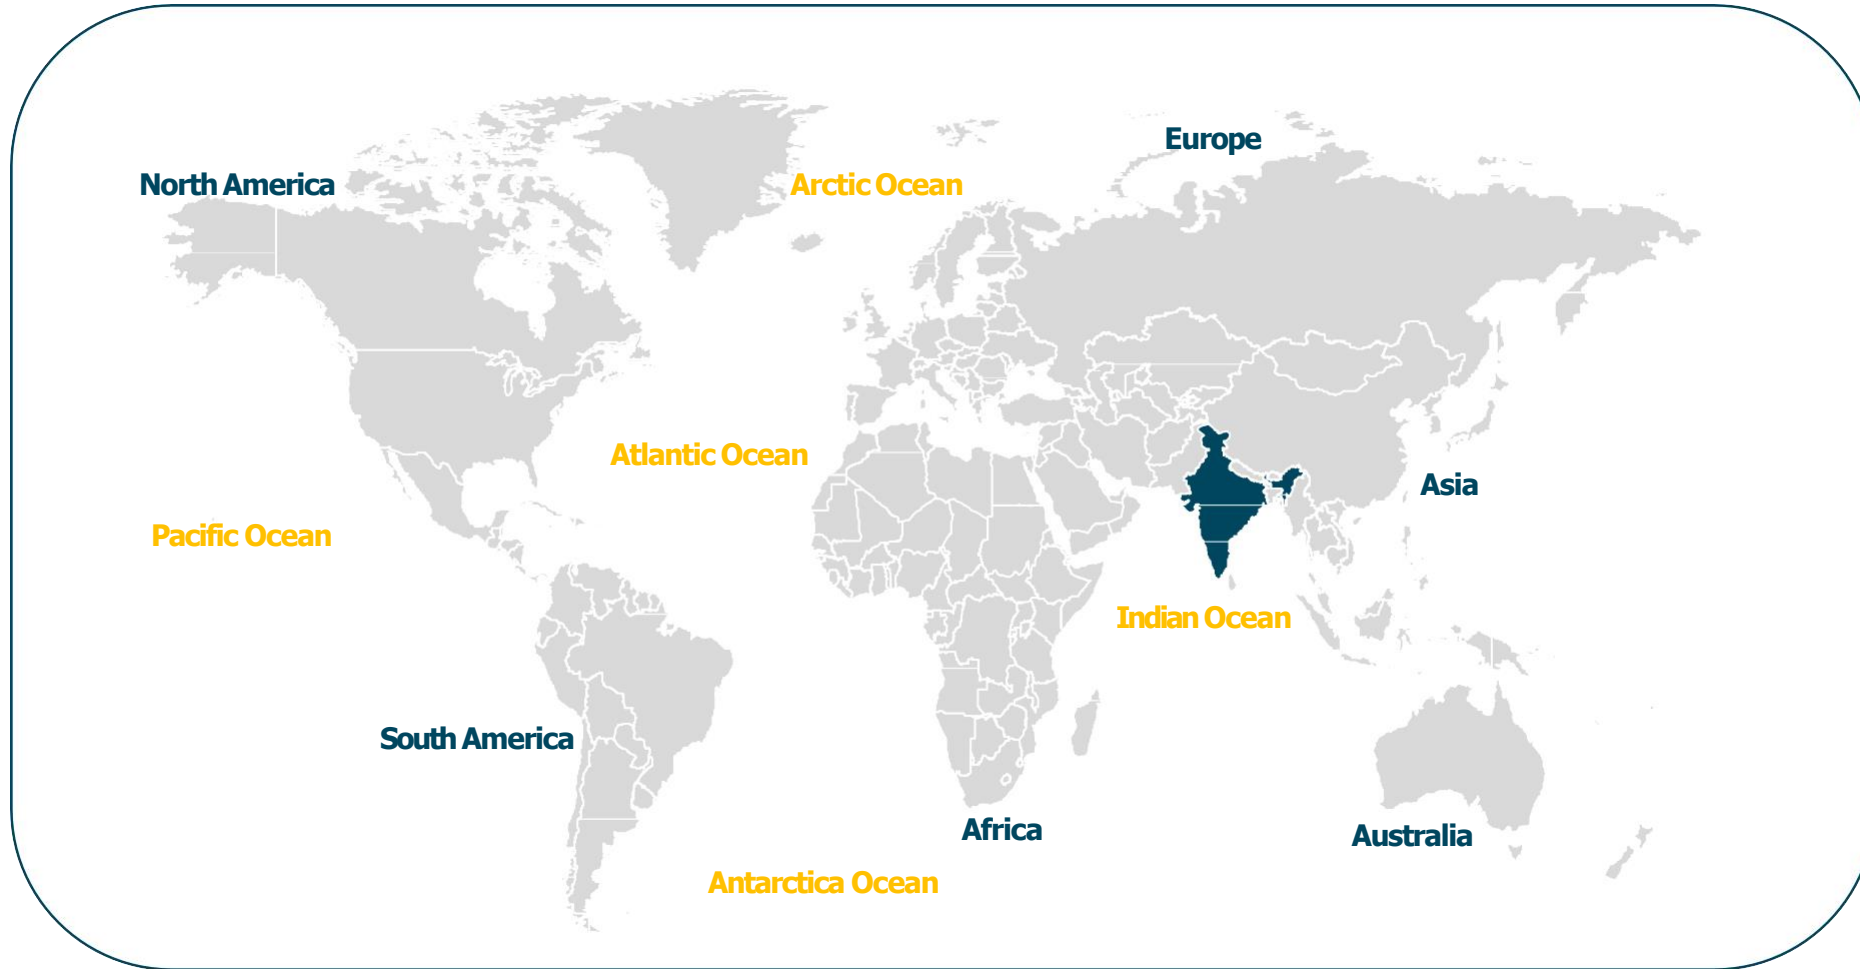 Europe
North America
Arctic Ocean
Atlantic Ocean
Asia
Pacific Ocean
Indian Ocean
South America
Africa
Australia
Antarctica Ocean